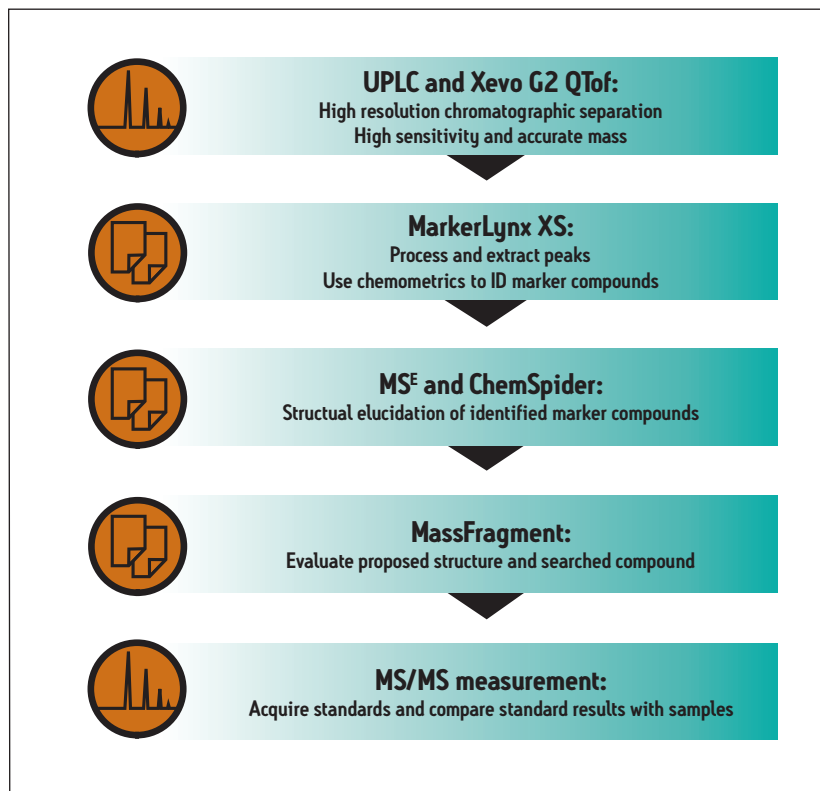 UPLC and Xevo G2 QTof:
High resolution chromatographic separation
High sensitivity and accurate mass
MarkerLynx XS:
Process and extract peaks
Use chemometrics to ID marker compounds
MSᴱ and ChemSpider:
Structual elucidation of identified marker compounds
MassFragment:
Evaluate proposed structure and searched compound
MS/MS measurement:
Acquire standards and compare standard results with samples